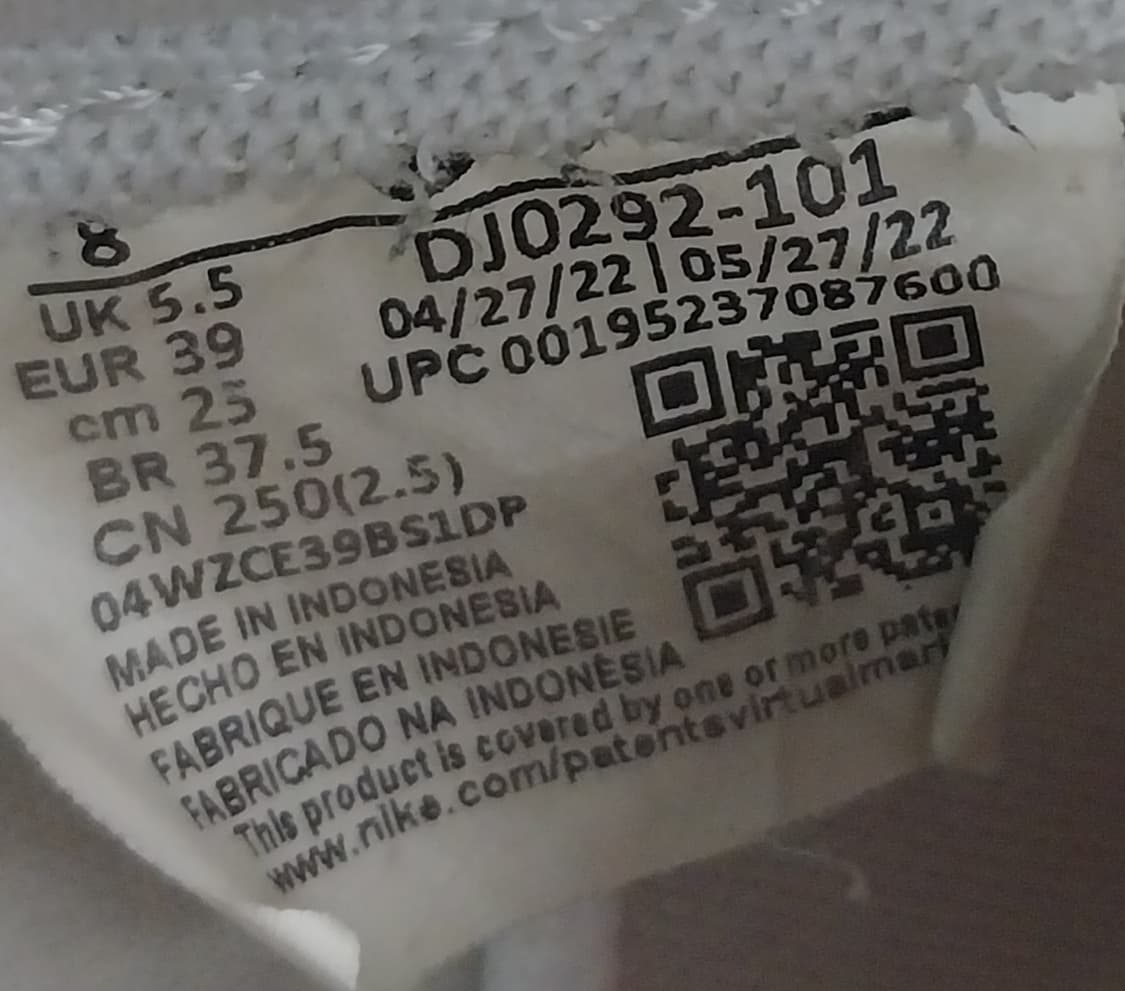 8
UK 5.5
EUR 39
cm 25
BR 37.5
CN 250(2.5)
DJ0292-101
04/27/22 | 05/27/22
UPC 00195237087600
04WZCE39BS1DP
MADE IN INDONESIA
HECHO EN INDONESIA
FABRIQUE EN INDONESIE
FABRICADO NA INDONÉSIA
This product is covered by one or more
www.nike.com/patentsvirtualmark